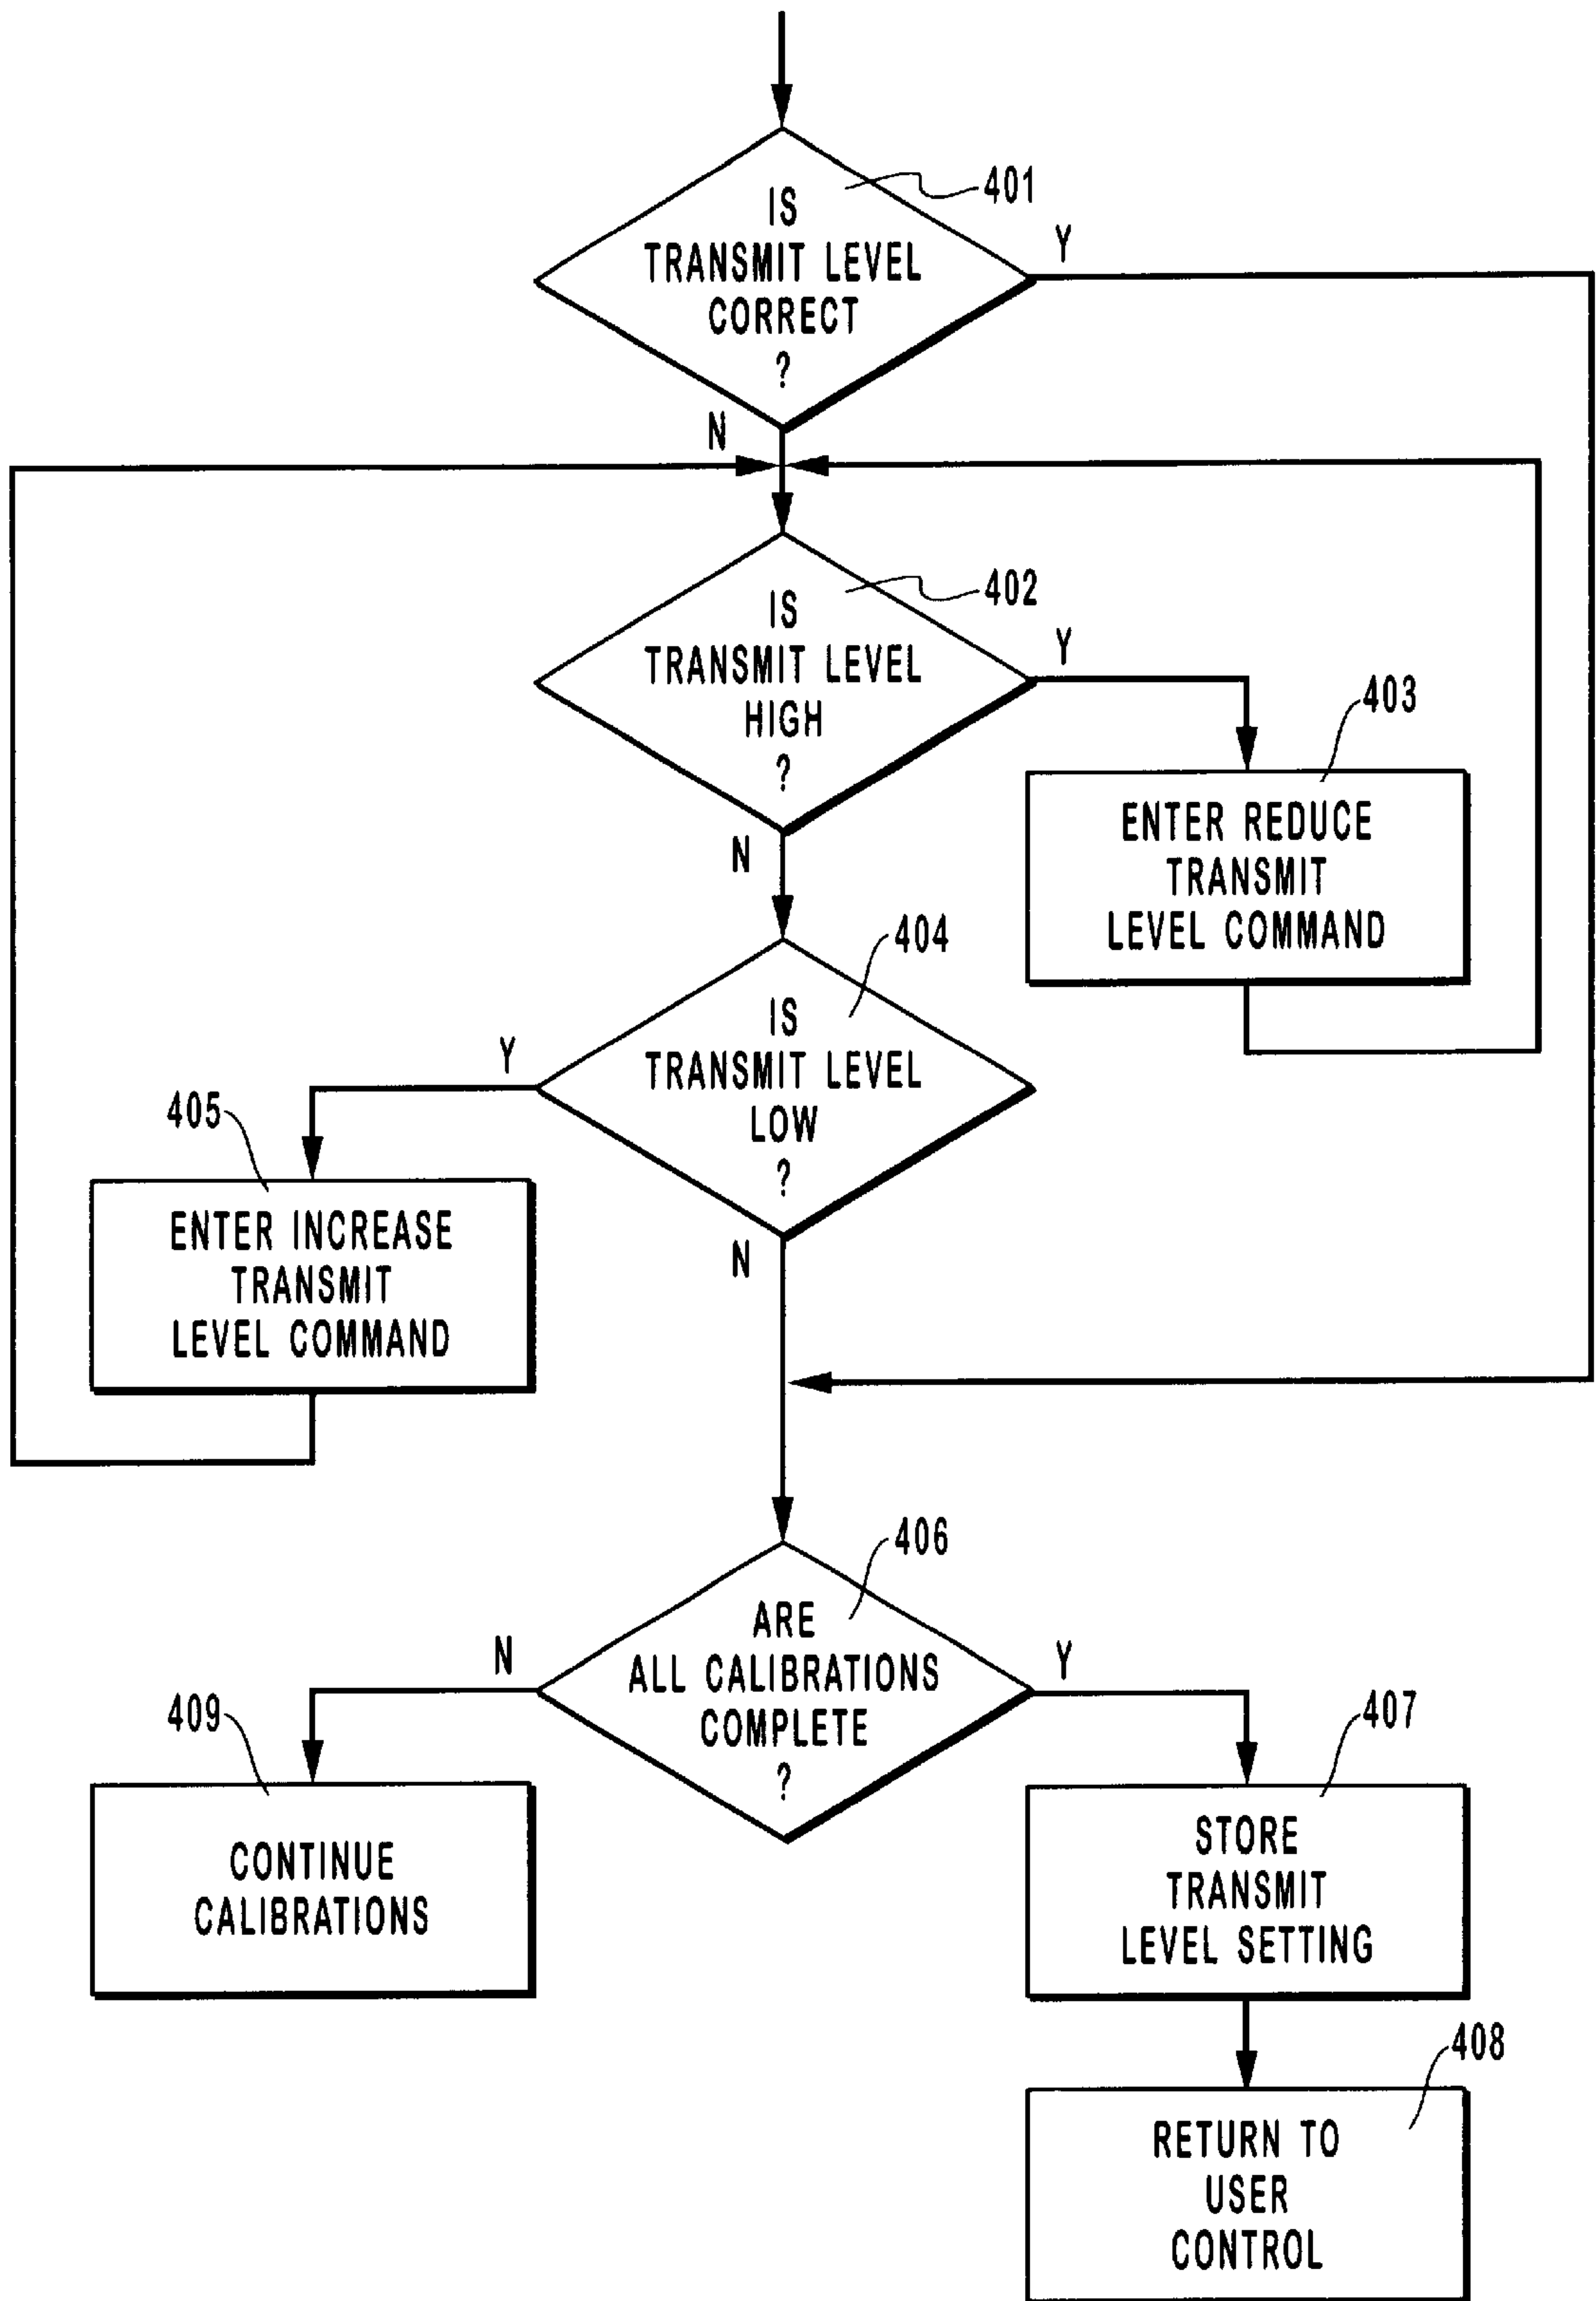 401
IS
TRANSMIT LEVEL
CORRECT
?
Y
N
402
IS
TRANSMIT LEVEL
HIGH
?
Y
N
403
ENTER REDUCE
TRANSMIT
LEVEL COMMAND
404
IS
TRANSMIT LEVEL
LOW
?
Y
N
405
ENTER INCREASE
TRANSMIT
LEVEL COMMAND
406
ARE
ALL CALIBRATIONS
COMPLETE
?
N
Y
409
CONTINUE
CALIBRATIONS
407
STORE
TRANSMIT
LEVEL SETTING
408
RETURN TO
USER
CONTROL